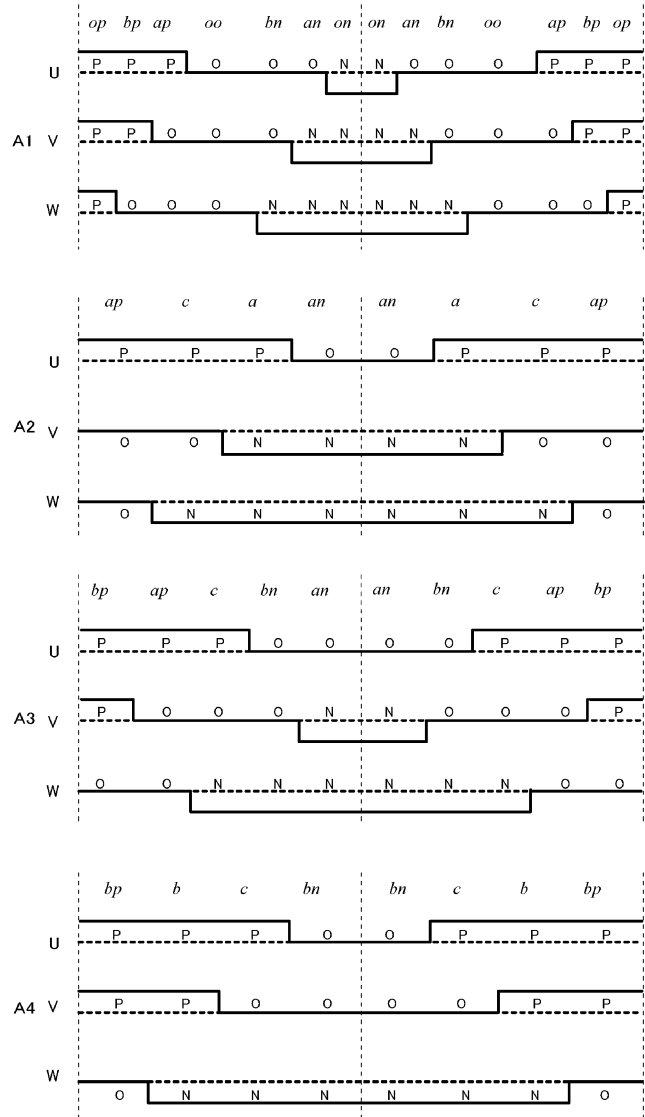 op bp ap oo bn an on on an bn oo ap bp op
P P P O O O N N O O O P P P
U
P P O O O N N N N O O O P P
A1 V
P O O O N N N N N N O O O P
W
ap c a an an a c ap
P P P O O P P P
U
A2 V
O O N N N N O O
W
O N N N N N N O
bp ap c bn an an bn c ap bp
P P P O O O O P P P
U
P O O O N N O O O P
A3 V
O O N N N N N N O O
W
bp b c bn bn c b bp
P P P O O P P P
U
P P O O O O P P
A4 V
W
O N N N N N N O